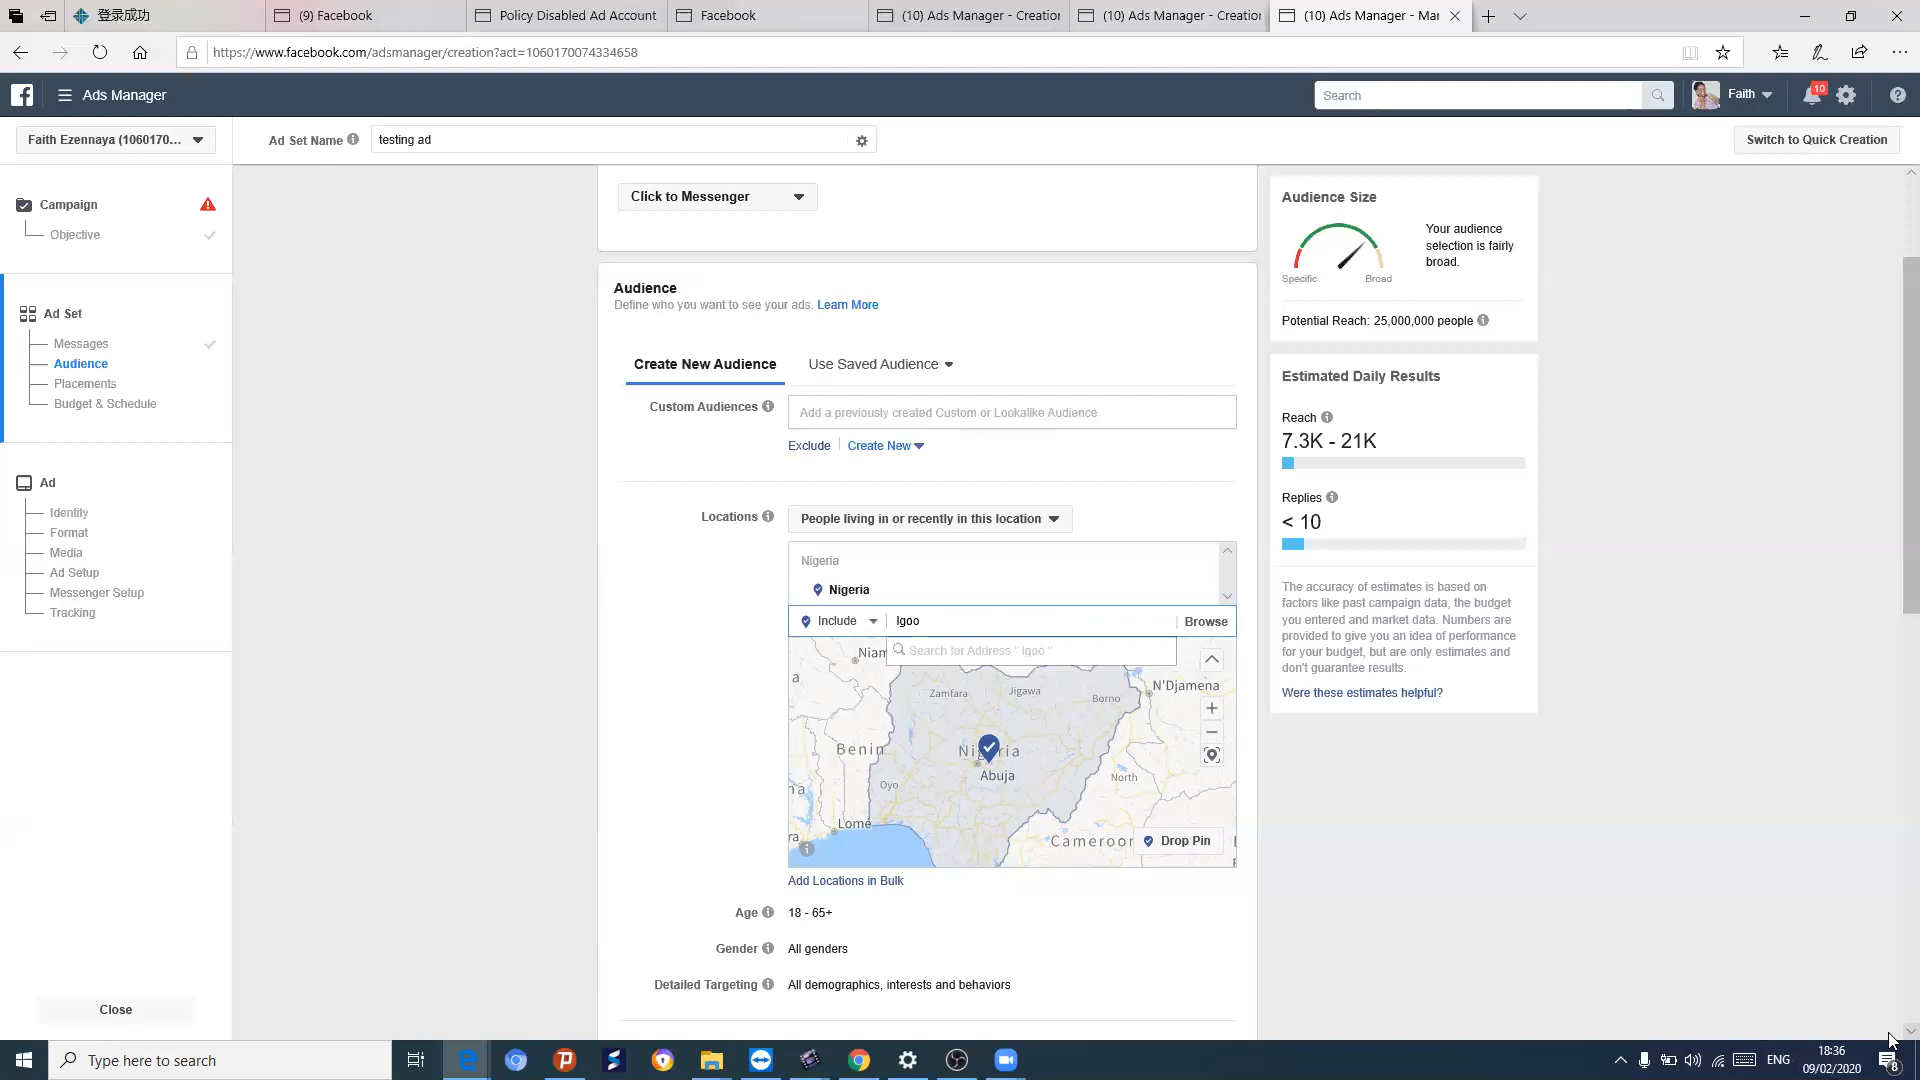 登录成功
(9) Facebook
Policy Disabled Ad Account
Facebook
(10) Ads Manager - Creation
(10) Ads Manager - Creation
(10) Ads Manager - Mar
https://www.facebook.com/adsmanager/creation?act=1060170074334658
Ads Manager
Search
Faith
10
Faith Ezennaya (1060170...
Ad Set Name
testing ad
Switch to Quick Creation
Campaign
Objective
Ad Set
Messages
Audience
Placements
Budget & Schedule
Ad
Identity
Format
Media
Ad Setup
Messenger Setup
Tracking
Close
Click to Messenger
Audience
Define who you want to see your ads. Learn More
Create New Audience
Use Saved Audience
Custom Audiences
Add a previously created Custom or Lookalike Audience
Exclude
Create New
Locations
People living in or recently in this location
Nigeria
Nigeria
Include
Igoo
Browse
Search for Address " Igoo "
Niam
N'Djamena
Zamfara
Jigawa
Borno
Benin
Nigeria
Abuja
North
Oyo
Lomé
Cameroon
Drop Pin
Add Locations in Bulk
Age
18 - 65+
Gender
All genders
Detailed Targeting
All demographics, interests and behaviors
Audience Size
Specific
Broad
Your audience
selection is fairly
broad.
Potential Reach: 25,000,000 people
Estimated Daily Results
Reach
7.3K - 21K
Replies
< 10
The accuracy of estimates is based on
factors like past campaign data, the budget
you entered and market data. Numbers are
provided to give you an idea of performance
for your budget, but are only estimates and
don't guarantee results.
Were these estimates helpful?
Type here to search
ENG
18:36
09/02/2020
8